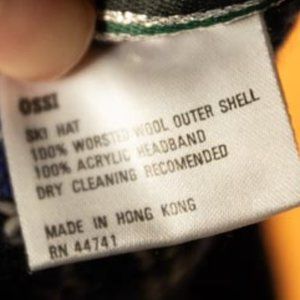 OSSI
SKI HAT
100% WORSTED WOOL OUTER SHELL
100% ACRYLIC HEADBAND
DRY CLEANING RECOMENDED
MADE IN HONG KONG
RN 44741